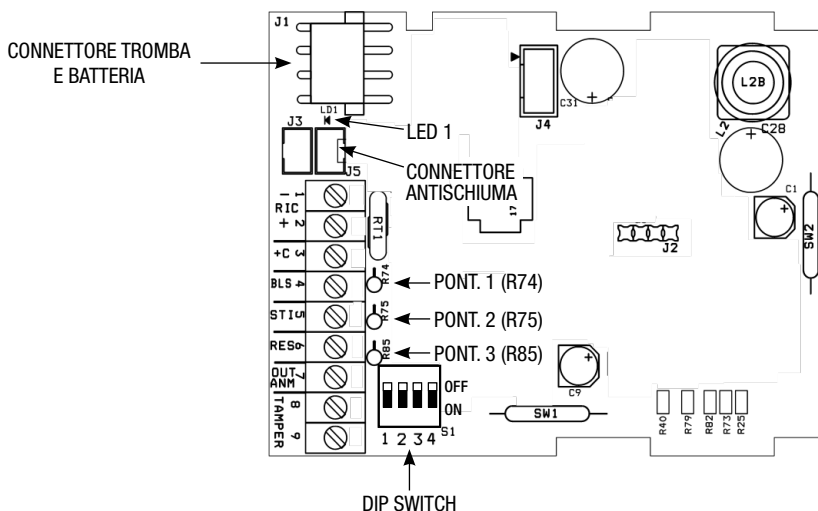 J1
CONNETTORE TROMBA
E BATTERIA
LD1
LED 1
J3
J5
CONNETTORE
ANTISCHIUMA
J4
C31
L2B
L2
C28
C1
SW2
17
J2
RT1
1 -
RIC
+ 2
+C 3
BLS 4
STI 5
RES 6
OUT 7
ANM
8
TAMPER
9
R74
PONT. 1 (R74)
R75
PONT. 2 (R75)
R85
PONT. 3 (R85)
OFF
ON
S1
1 2 3 4
DIP SWITCH
C9
SW1
R40
R79
R82
R73
R25